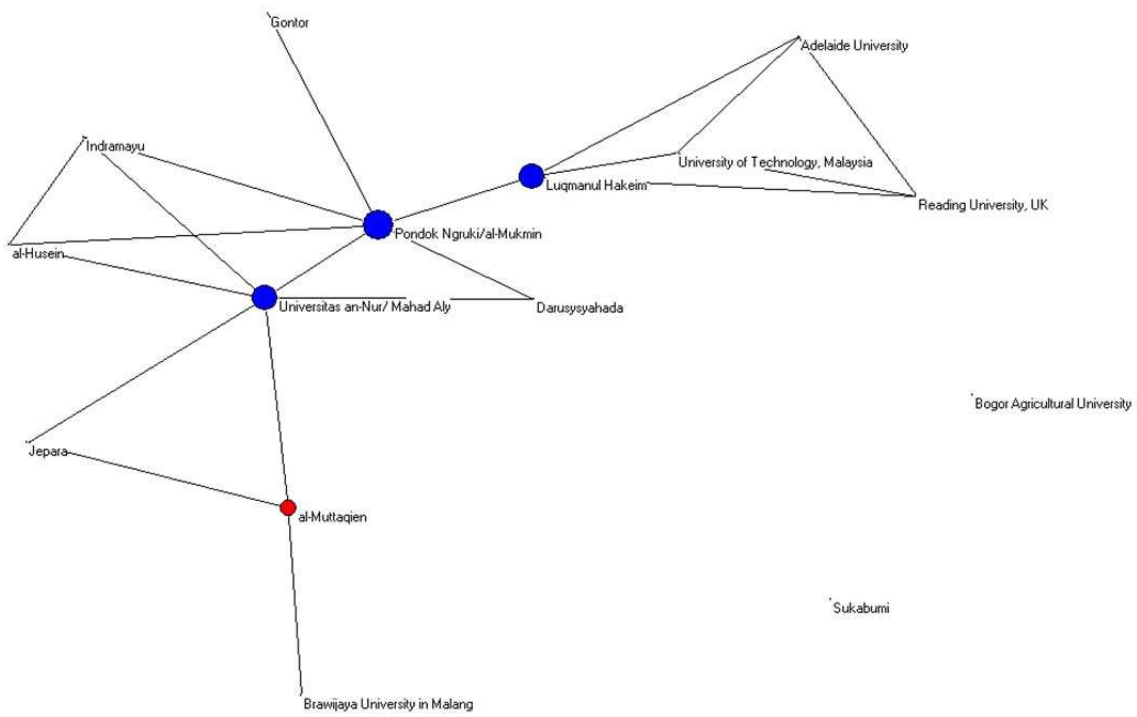 Gontor
Adelaide University
Indramayu
University of Technology, Malaysia
Luqmanul Hakeim
Reading University, UK
Pondok Ngruki/al-Mukmin
al-Husein
Universitas an-Nur/ Mahad Aly
Darusysyahada
Bogor Agricultural University
Jepara
al-Muttaqien
Sukabumi
Brawijaya University in Malang